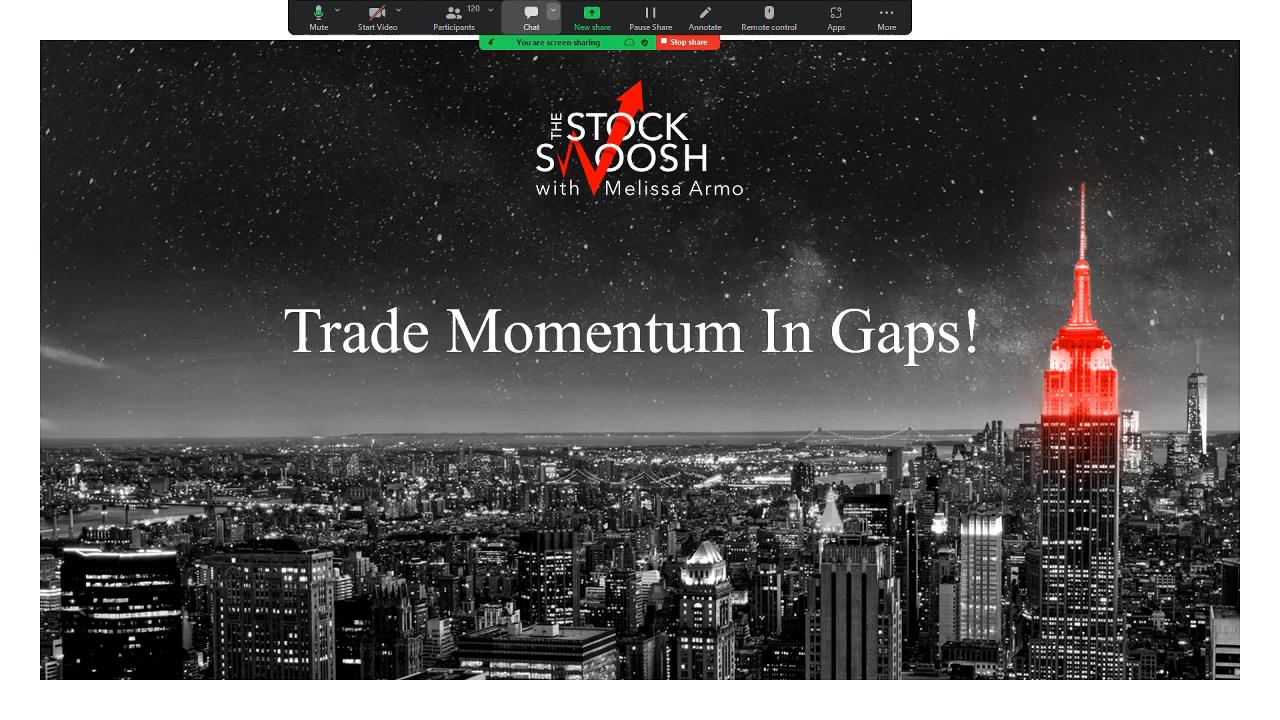 120
Mute
Start Video
Participants
Chat
New share
Pause Share
Annotate
Remote control
Apps
More
You are screen sharing
Stop share
THE STOCK
SWOOSH
with Melissa Armo
Trade Momentum In Gaps!